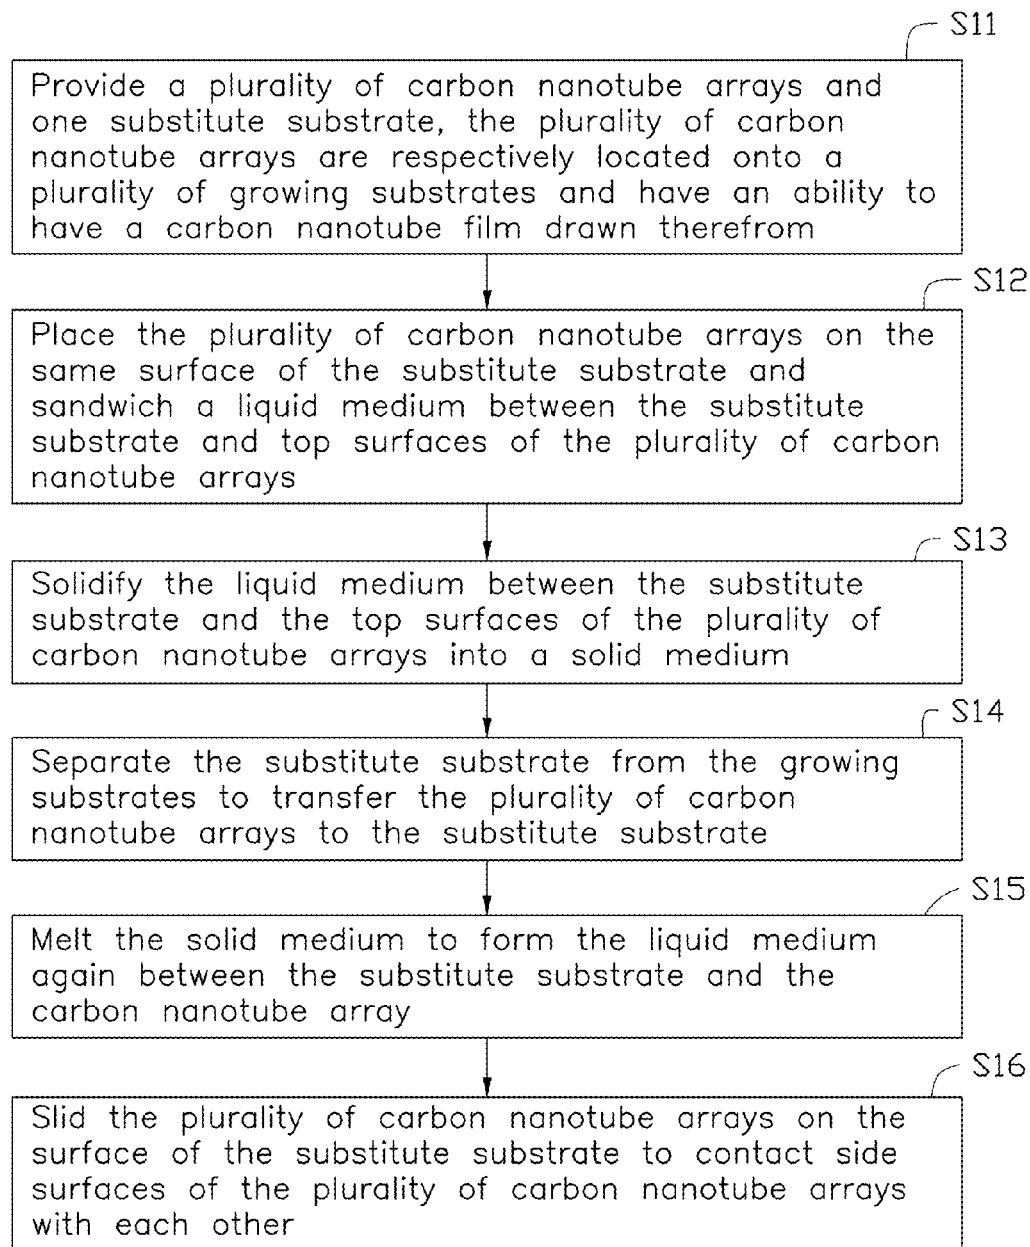 S11
Provide a plurality of carbon nanotube arrays and
one substitute substrate, the plurality of carbon
nanotube arrays are respectively located onto a
plurality of growing substrates and have an ability to
have a carbon nanotube film drawn therefrom
S12
Place the plurality of carbon nanotube arrays on the
same surface of the substitute substrate and
sandwich a liquid medium between the substitute
substrate and top surfaces of the plurality of carbon
nanotube arrays
S13
Solidify the liquid medium between the substitute
substrate and the top surfaces of the plurality of
carbon nanotube arrays into a solid medium
S14
Separate the substitute substrate from the growing
substrates to transfer the plurality of carbon
nanotube arrays to the substitute substrate
S15
Melt the solid medium to form the liquid medium
again between the substitute substrate and the
carbon nanotube array
S16
Slid the plurality of carbon nanotube arrays on the
surface of the substitute substrate to contact side
surfaces of the plurality of carbon nanotube arrays
with each other